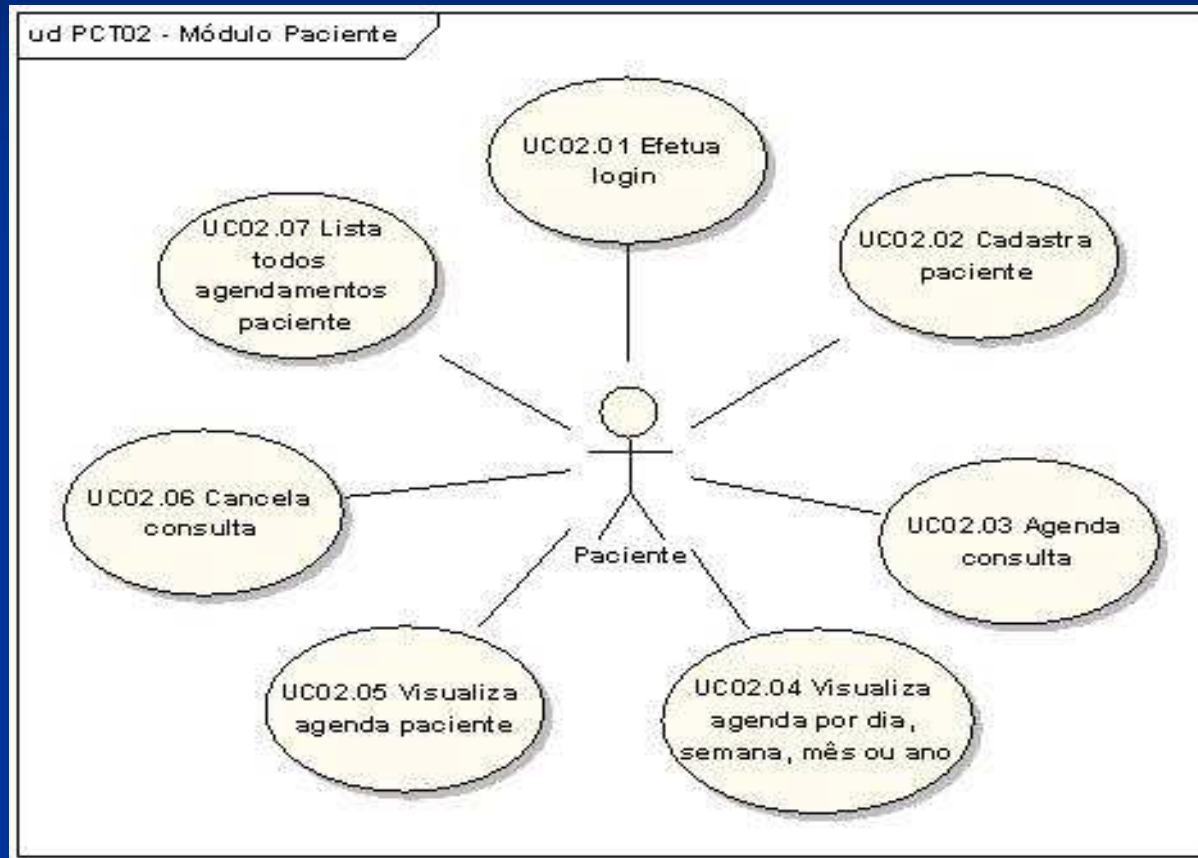 ud PCT02 - Módulo Paciente
UC02.01 Efetua
login
UC02.02 Cadastra
paciente
UC02.03 Agenda
consulta
UC02.04 Visualiza
agenda por dia,
semana, mês ou ano
UC02.05 Visualiza
agenda paciente
UC02.06 Cancela
consulta
UC02.07 Lista
todos
agendamentos
paciente
Paciente